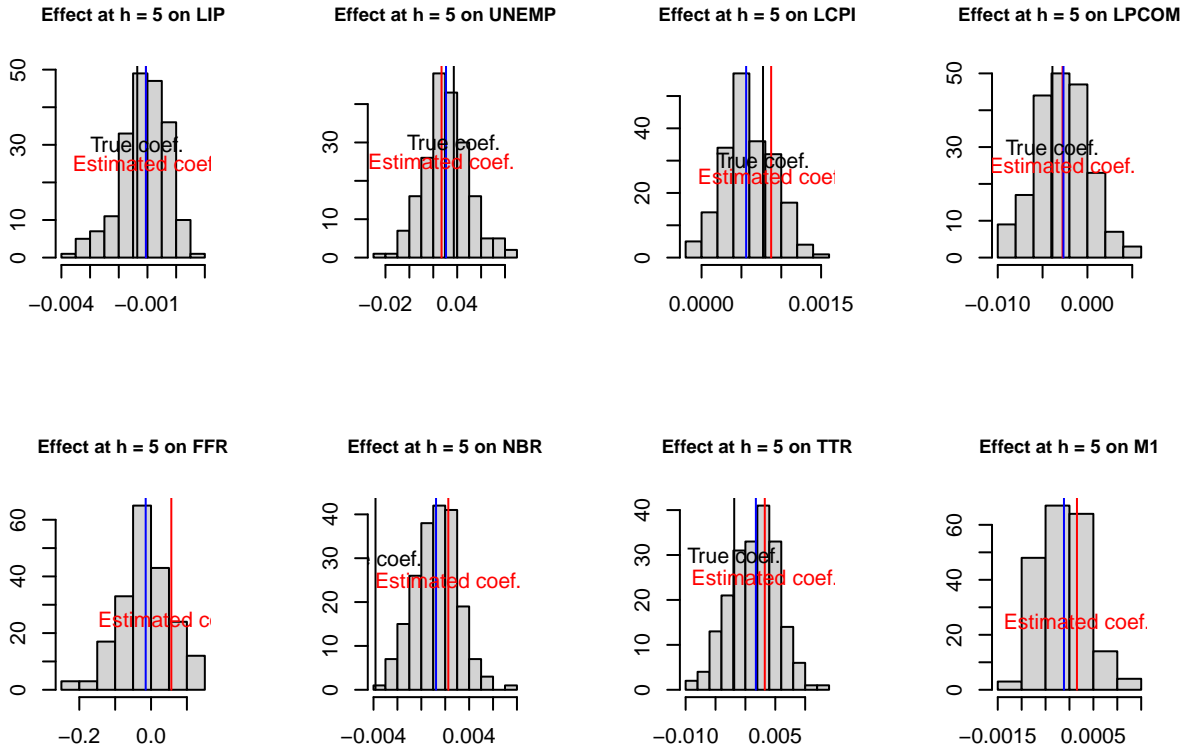 Effect at h = 5 on LIP
50
30
10
0
True coef.
Estimated coef.
−0.004
−0.001
Effect at h = 5 on UNEMP
30
10
0
True coef.
Estimated coef.
−0.02
0.04
Effect at h = 5 on LCPI
40
20
0
True coef.
Estimated coef
0.0000
0.0015
Effect at h = 5 on LPCOM
50
30
10
0
True coef.
Estimated coef.
−0.010
0.000
Effect at h = 5 on FFR
60
40
20
0
Estimated co
−0.2
0.0
Effect at h = 5 on NBR
40
30
20
10
0
coef.
Estimated coef.
−0.004
0.004
Effect at h = 5 on TTR
40
30
20
10
0
True coef.
Estimated coef.
−0.010
0.005
Effect at h = 5 on M1
60
40
20
0
Estimated coef.
−0.0015
0.0005